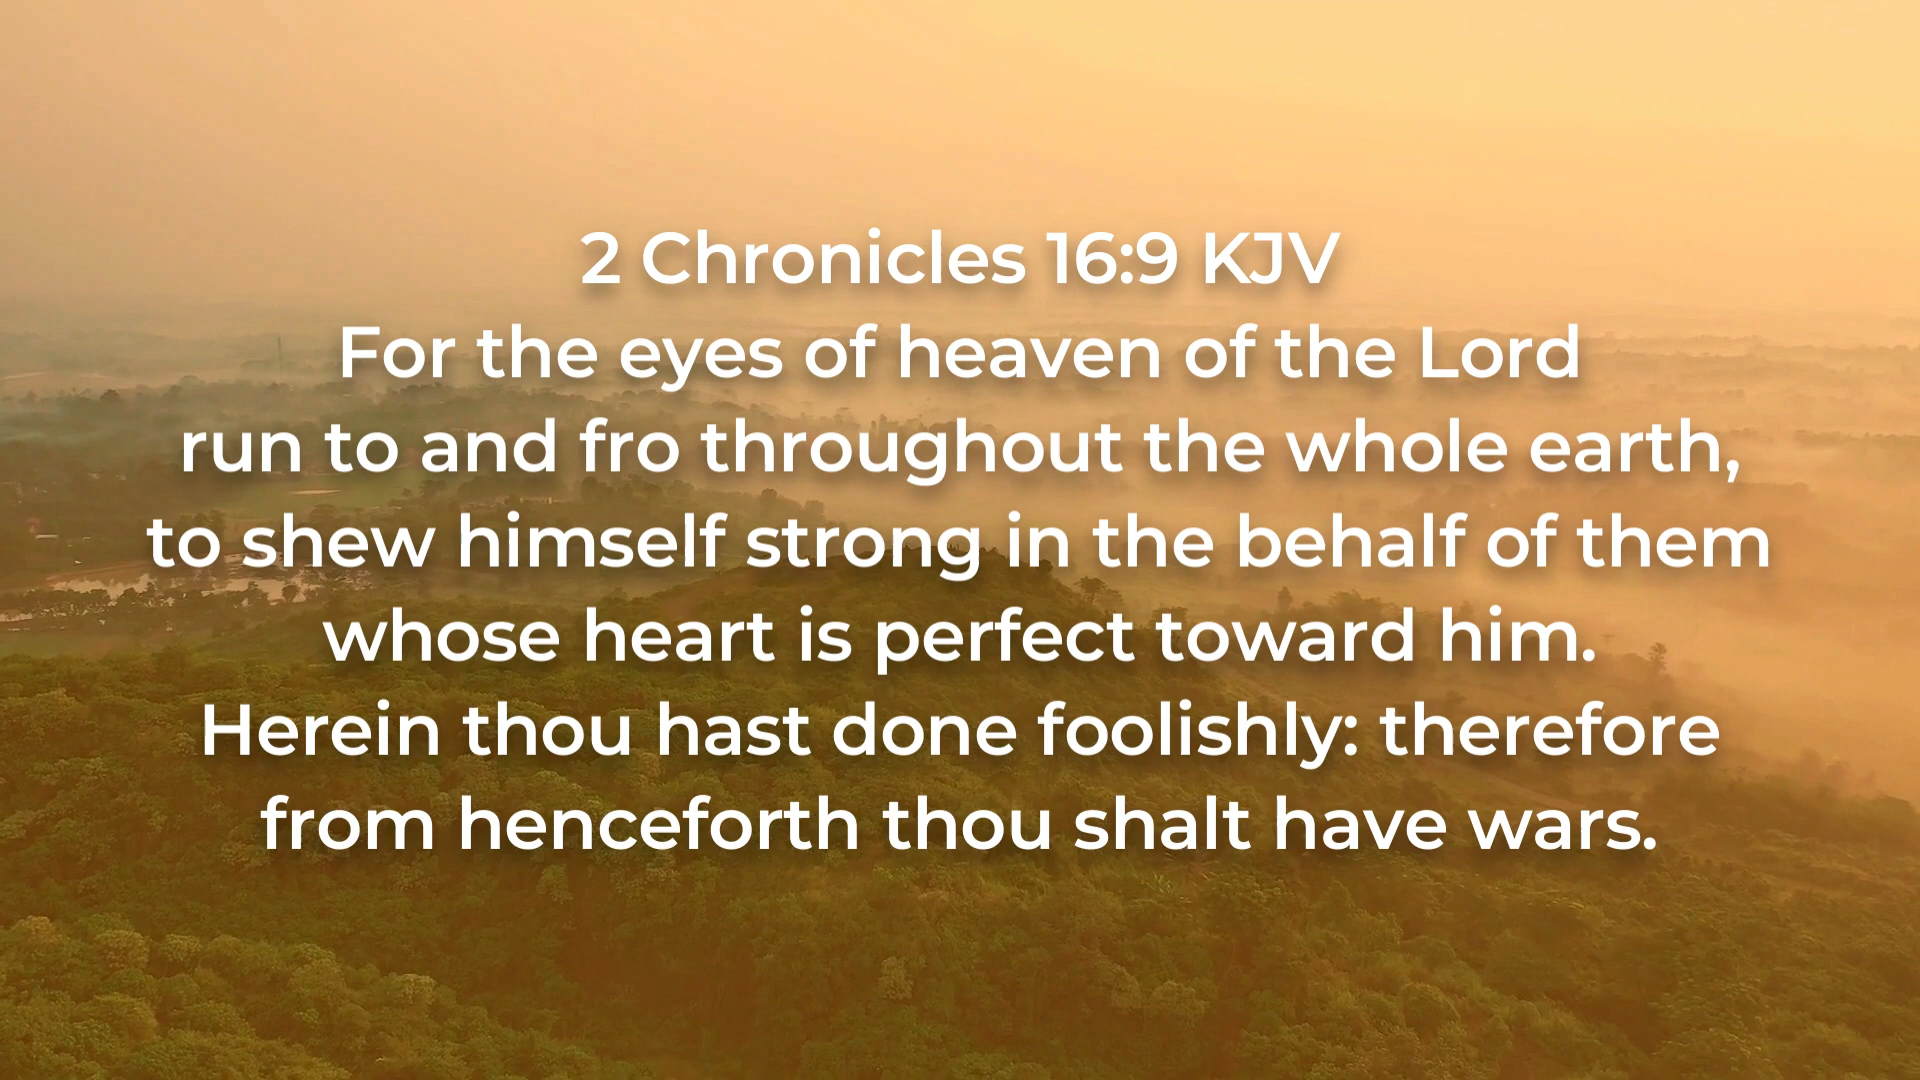 2 Chronicles 16:9 KJV
For the eyes of heaven of the Lord
run to and fro throughout the whole earth,
to shew himself strong in the behalf of them
whose heart is perfect toward him.
Herein thou hast done foolishly: therefore
from henceforth thou shalt have wars.